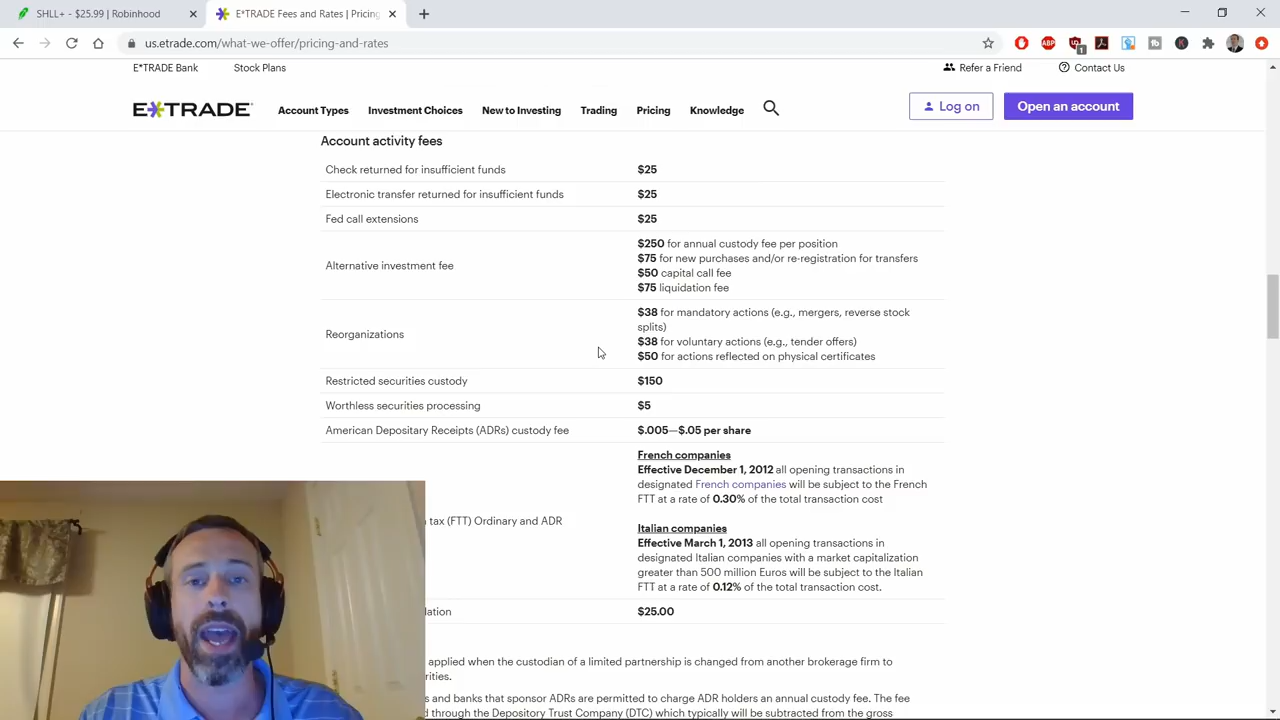 SHLL+ - $25.99 | Robinhood
E*TRADE Fees and Rates | Pricing
us.etrade.com/what-we-offer/pricing-and-rates
E*TRADE Bank Stock Plans Refer a Friend Contact Us
E*TRADE Account Types Investment Choices New to Investing Trading Pricing Knowledge Log on Open an account
Account activity fees
Check returned for insufficient funds $25
Electronic transfer returned for insufficient funds $25
Fed call extensions $25
Alternative investment fee
$250 for annual custody fee per position
$75 for new purchases and/or re-registration for transfers
$50 capital call fee
$75 liquidation fee
Reorganizations
$38 for mandatory actions (e.g., mergers, reverse stock
splits)
$38 for voluntary actions (e.g., tender offers)
$50 for actions reflected on physical certificates
Restricted securities custody $150
Worthless securities processing $5
American Depositary Receipts (ADRs) custody fee $.005—$.05 per share
French companies
Effective December 1, 2012 all opening transactions in
designated French companies will be subject to the French
FTT at a rate of 0.30% of the total transaction cost
tax (FTT) Ordinary and ADR
Italian companies
Effective March 1, 2013 all opening transactions in
designated Italian companies with a market capitalization
greater than 500 million Euros will be subject to the Italian
FTT at a rate of 0.12% of the total transaction cost.
lation $25.00
applied when the custodian of a limited partnership is changed from another brokerage firm to
rities.
s and banks that sponsor ADRs are permitted to charge ADR holders an annual custody fee. The fee
d through the Depository Trust Company (DTC) which typically will be subtracted from the gross